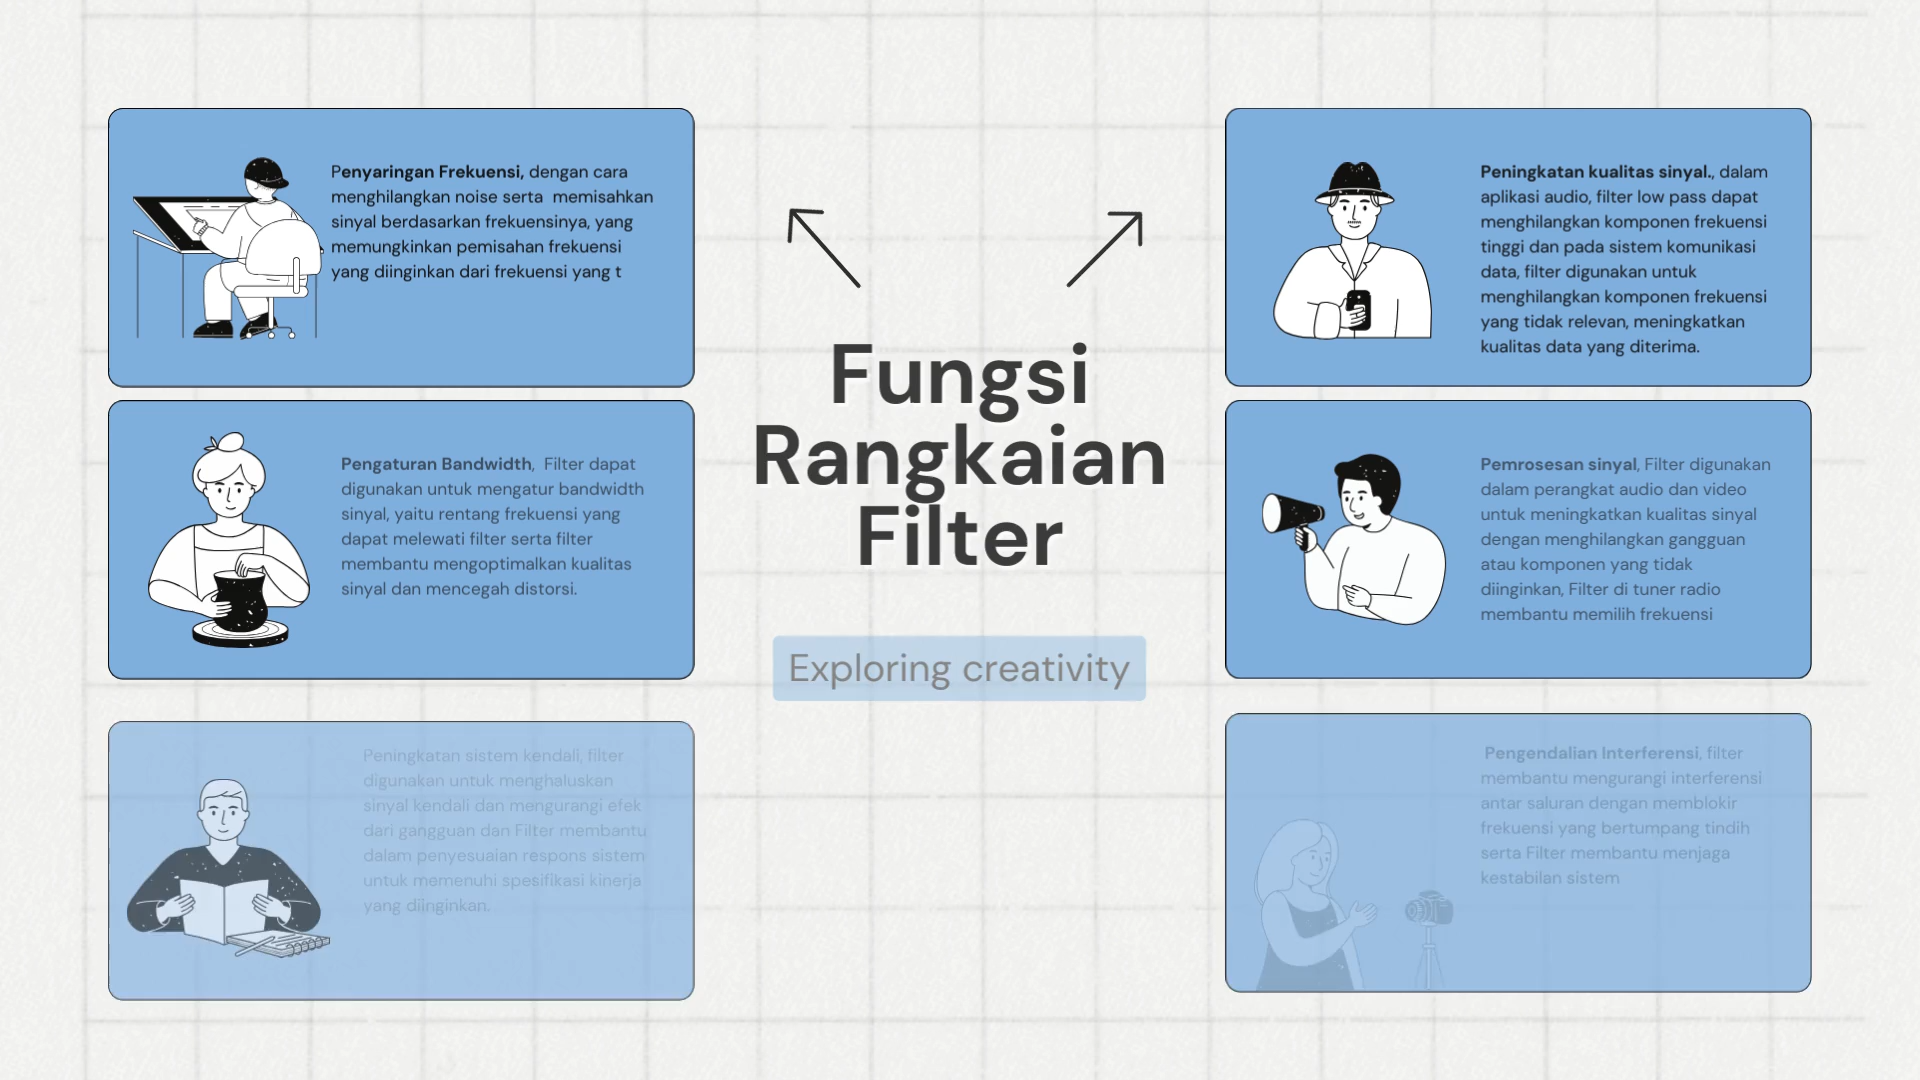 Penyaringan Frekuensi, dengan cara
menghilangkan noise serta  memisahkan
sinyal berdasarkan frekuensinya, yang
memungkinkan pemisahan frekuensi
yang diinginkan dari frekuensi yang t
Pengaturan Bandwidth,  Filter dapat
digunakan untuk mengatur bandwidth
sinyal, yaitu rentang frekuensi yang
dapat melewati filter serta filter
membantu mengoptimalkan kualitas
sinyal dan mencegah distorsi.
Peningkatan sistem kendali, filter
digunakan untuk menghaluskan
sinyal kendali dan mengurangi efek
dari gangguan dan Filter membantu
dalam penyesuaian respons sistem
untuk memenuhi spesifikasi kinerja
yang diinginkan.
Fungsi
Rangkaian
Filter
Exploring creativity
Peningkatan kualitas sinyal., dalam
aplikasi audio, filter low pass dapat
menghilangkan komponen frekuensi
tinggi dan pada sistem komunikasi
data, filter digunakan untuk
menghilangkan komponen frekuensi
yang tidak relevan, meningkatkan
kualitas data yang diterima.
Pemrosesan sinyal, Filter digunakan
dalam perangkat audio dan video
untuk meningkatkan kualitas sinyal
dengan menghilangkan gangguan
atau komponen yang tidak
diinginkan, Filter di tuner radio
membantu memilih frekuensi
Pengendalian Interferensi, filter
membantu mengurangi interferensi
antar saluran dengan memblokir
frekuensi yang bertumpang tindih
serta Filter membantu menjaga
kestabilan sistem